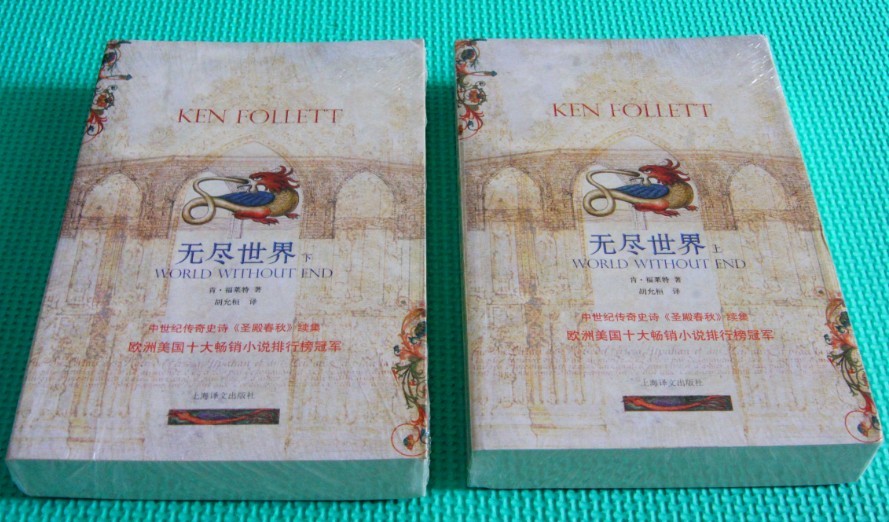 KEN FOLLETT
无尽世界 下
WORLD WITHOUT END
肯·福莱特 著
胡允桓 译
中世纪传奇史诗《圣殿春秋》续集
欧洲美国十大畅销小说排行榜冠军
上海译文出版社
KEN FOLLETT
无尽世界 上
WORLD WITHOUT END
肯·福莱特 著
胡允桓 译
中世纪传奇史诗《圣殿春秋》续集
欧洲美国十大畅销小说排行榜冠军
上海译文出版社